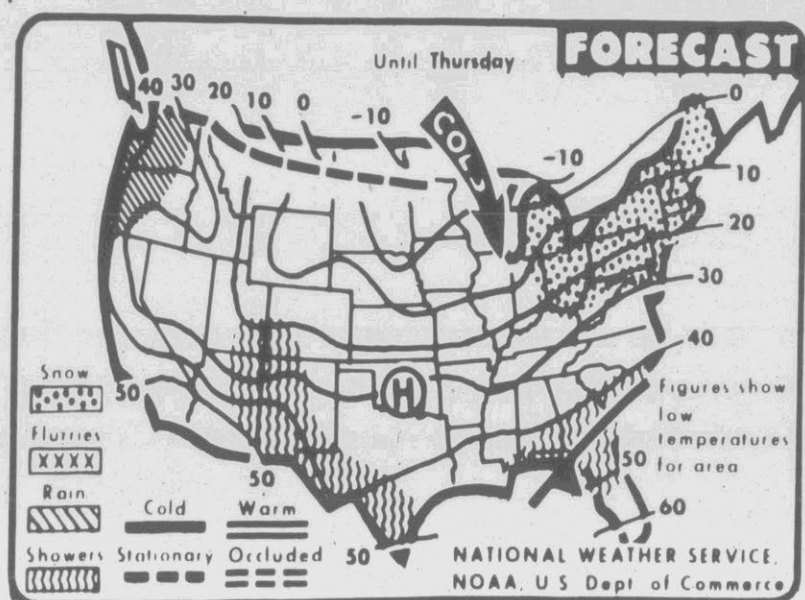 FORECAST
Until Thursday
40 30 20 10 0 -10
COLD
-10
0
10
20
30
40
50
50
50
H
50
60
Figures show
low
temperatures
for area
Snow
Flurries
XXXX
Rain
Showers
Cold
Warm
Stationary
Occluded
NATIONAL WEATHER SERVICE,
NOAA, U S Dept of Commerce